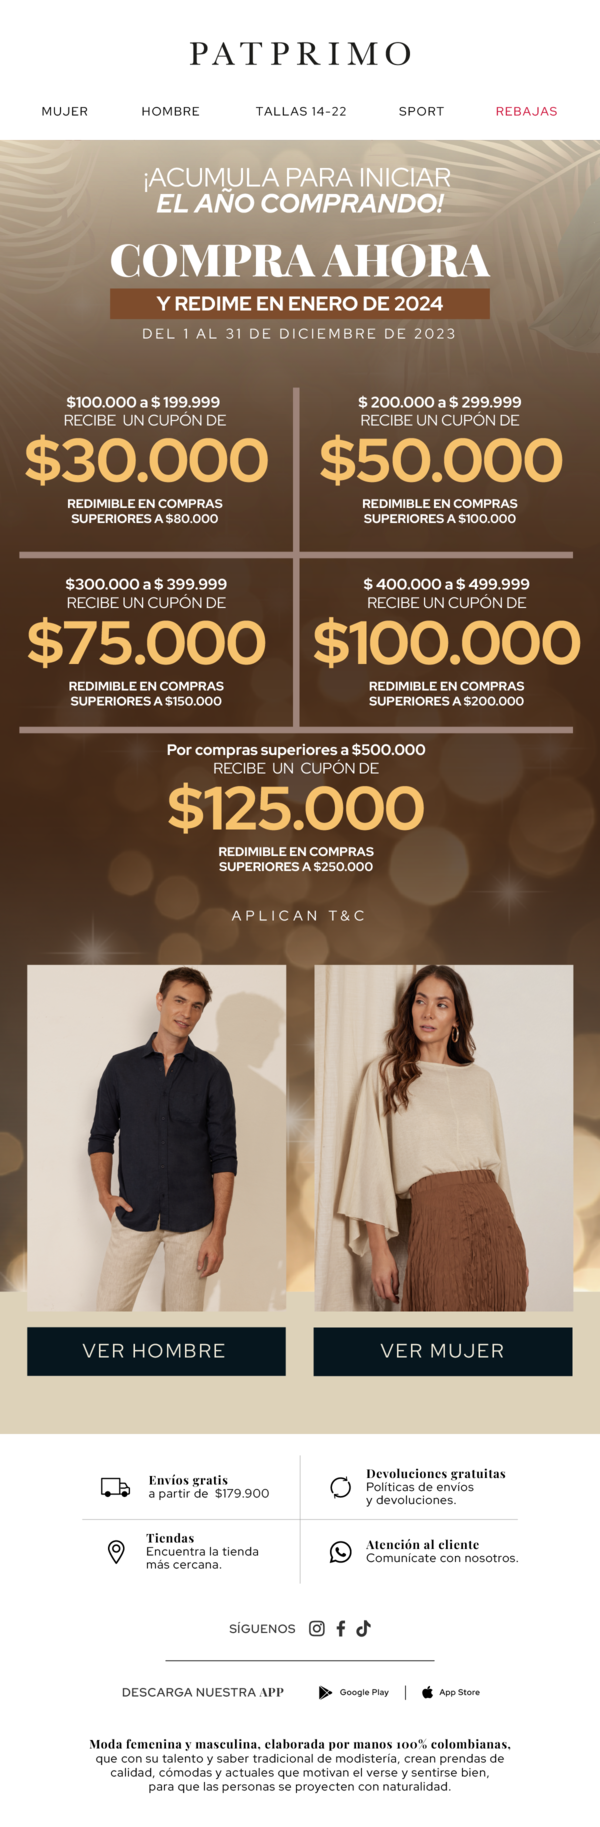 PATPRIMO
MUJER HOMBRE TALLAS 14-22 SPORT REBAJAS
¡ACUMULA PARA INICIAR
EL AÑO COMPRANDO!
COMPRA AHORA
Y REDIME EN ENERO DE 2024
DEL 1 AL 31 DE DICIEMBRE DE 2023
$100.000 a $ 199.999
RECIBE UN CUPÓN DE
$30.000
REDIMIBLE EN COMPRAS
SUPERIORES A $80.000
$ 200.000 a $ 299.999
RECIBE UN CUPÓN DE
$50.000
REDIMIBLE EN COMPRAS
SUPERIORES A $100.000
$300.000 a $ 399.999
RECIBE UN CUPÓN DE
$75.000
REDIMIBLE EN COMPRAS
SUPERIORES A $150.000
$ 400.000 a $ 499.999
RECIBE UN CUPÓN DE
$100.000
REDIMIBLE EN COMPRAS
SUPERIORES A $200.000
Por compras superiores a $500.000
RECIBE UN CUPÓN DE
$125.000
REDIMIBLE EN COMPRAS
SUPERIORES A $250.000
APLICAN T&C
VER HOMBRE
VER MUJER
Envíos gratis
a partir de $179.900
Devoluciones gratuitas
Políticas de envíos
y devoluciones.
Tiendas
Encuentra la tienda
más cercana.
Atención al cliente
Comunícate con nosotros.
SÍGUENOS
DESCARGA NUESTRA APP Google Play | App Store
Moda femenina y masculina, elaborada por manos 100% colombianas,
que con su talento y saber tradicional de modistería, crean prendas de
calidad, cómodas y actuales que motivan el verse y sentirse bien,
para que las personas se proyecten con naturalidad.